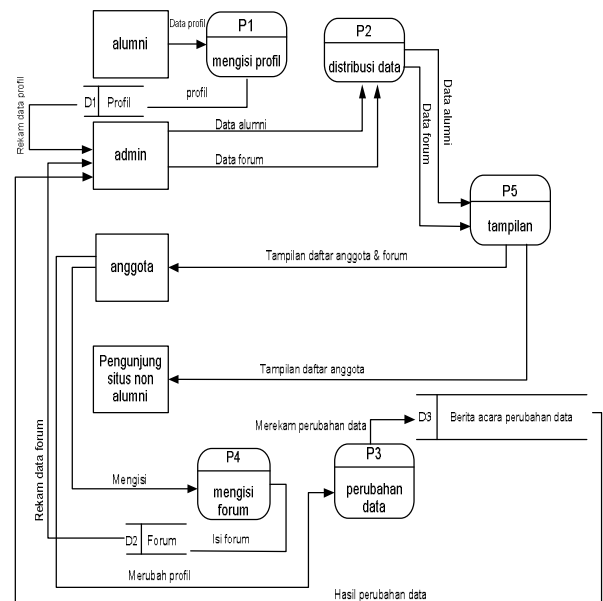 alumni
Data profil
P1
mengisi profil
P2
distribusi data
D1 Profil
profil
Rekam data profil
admin
Data alumni
Data forum
Data alumni
Data forum
P5
tampilan
anggota
Tampilan daftar anggota & forum
Pengunjung
situs non
alumni
Tampilan daftar anggota
D3 Berita acara perubahan data
Merekam perubahan data
P4
mengisi
forum
P3
perubahan
data
Mengisi
Rekam data forum
D2 Forum
Isi forum
Merubah profil
Hasil perubahan data